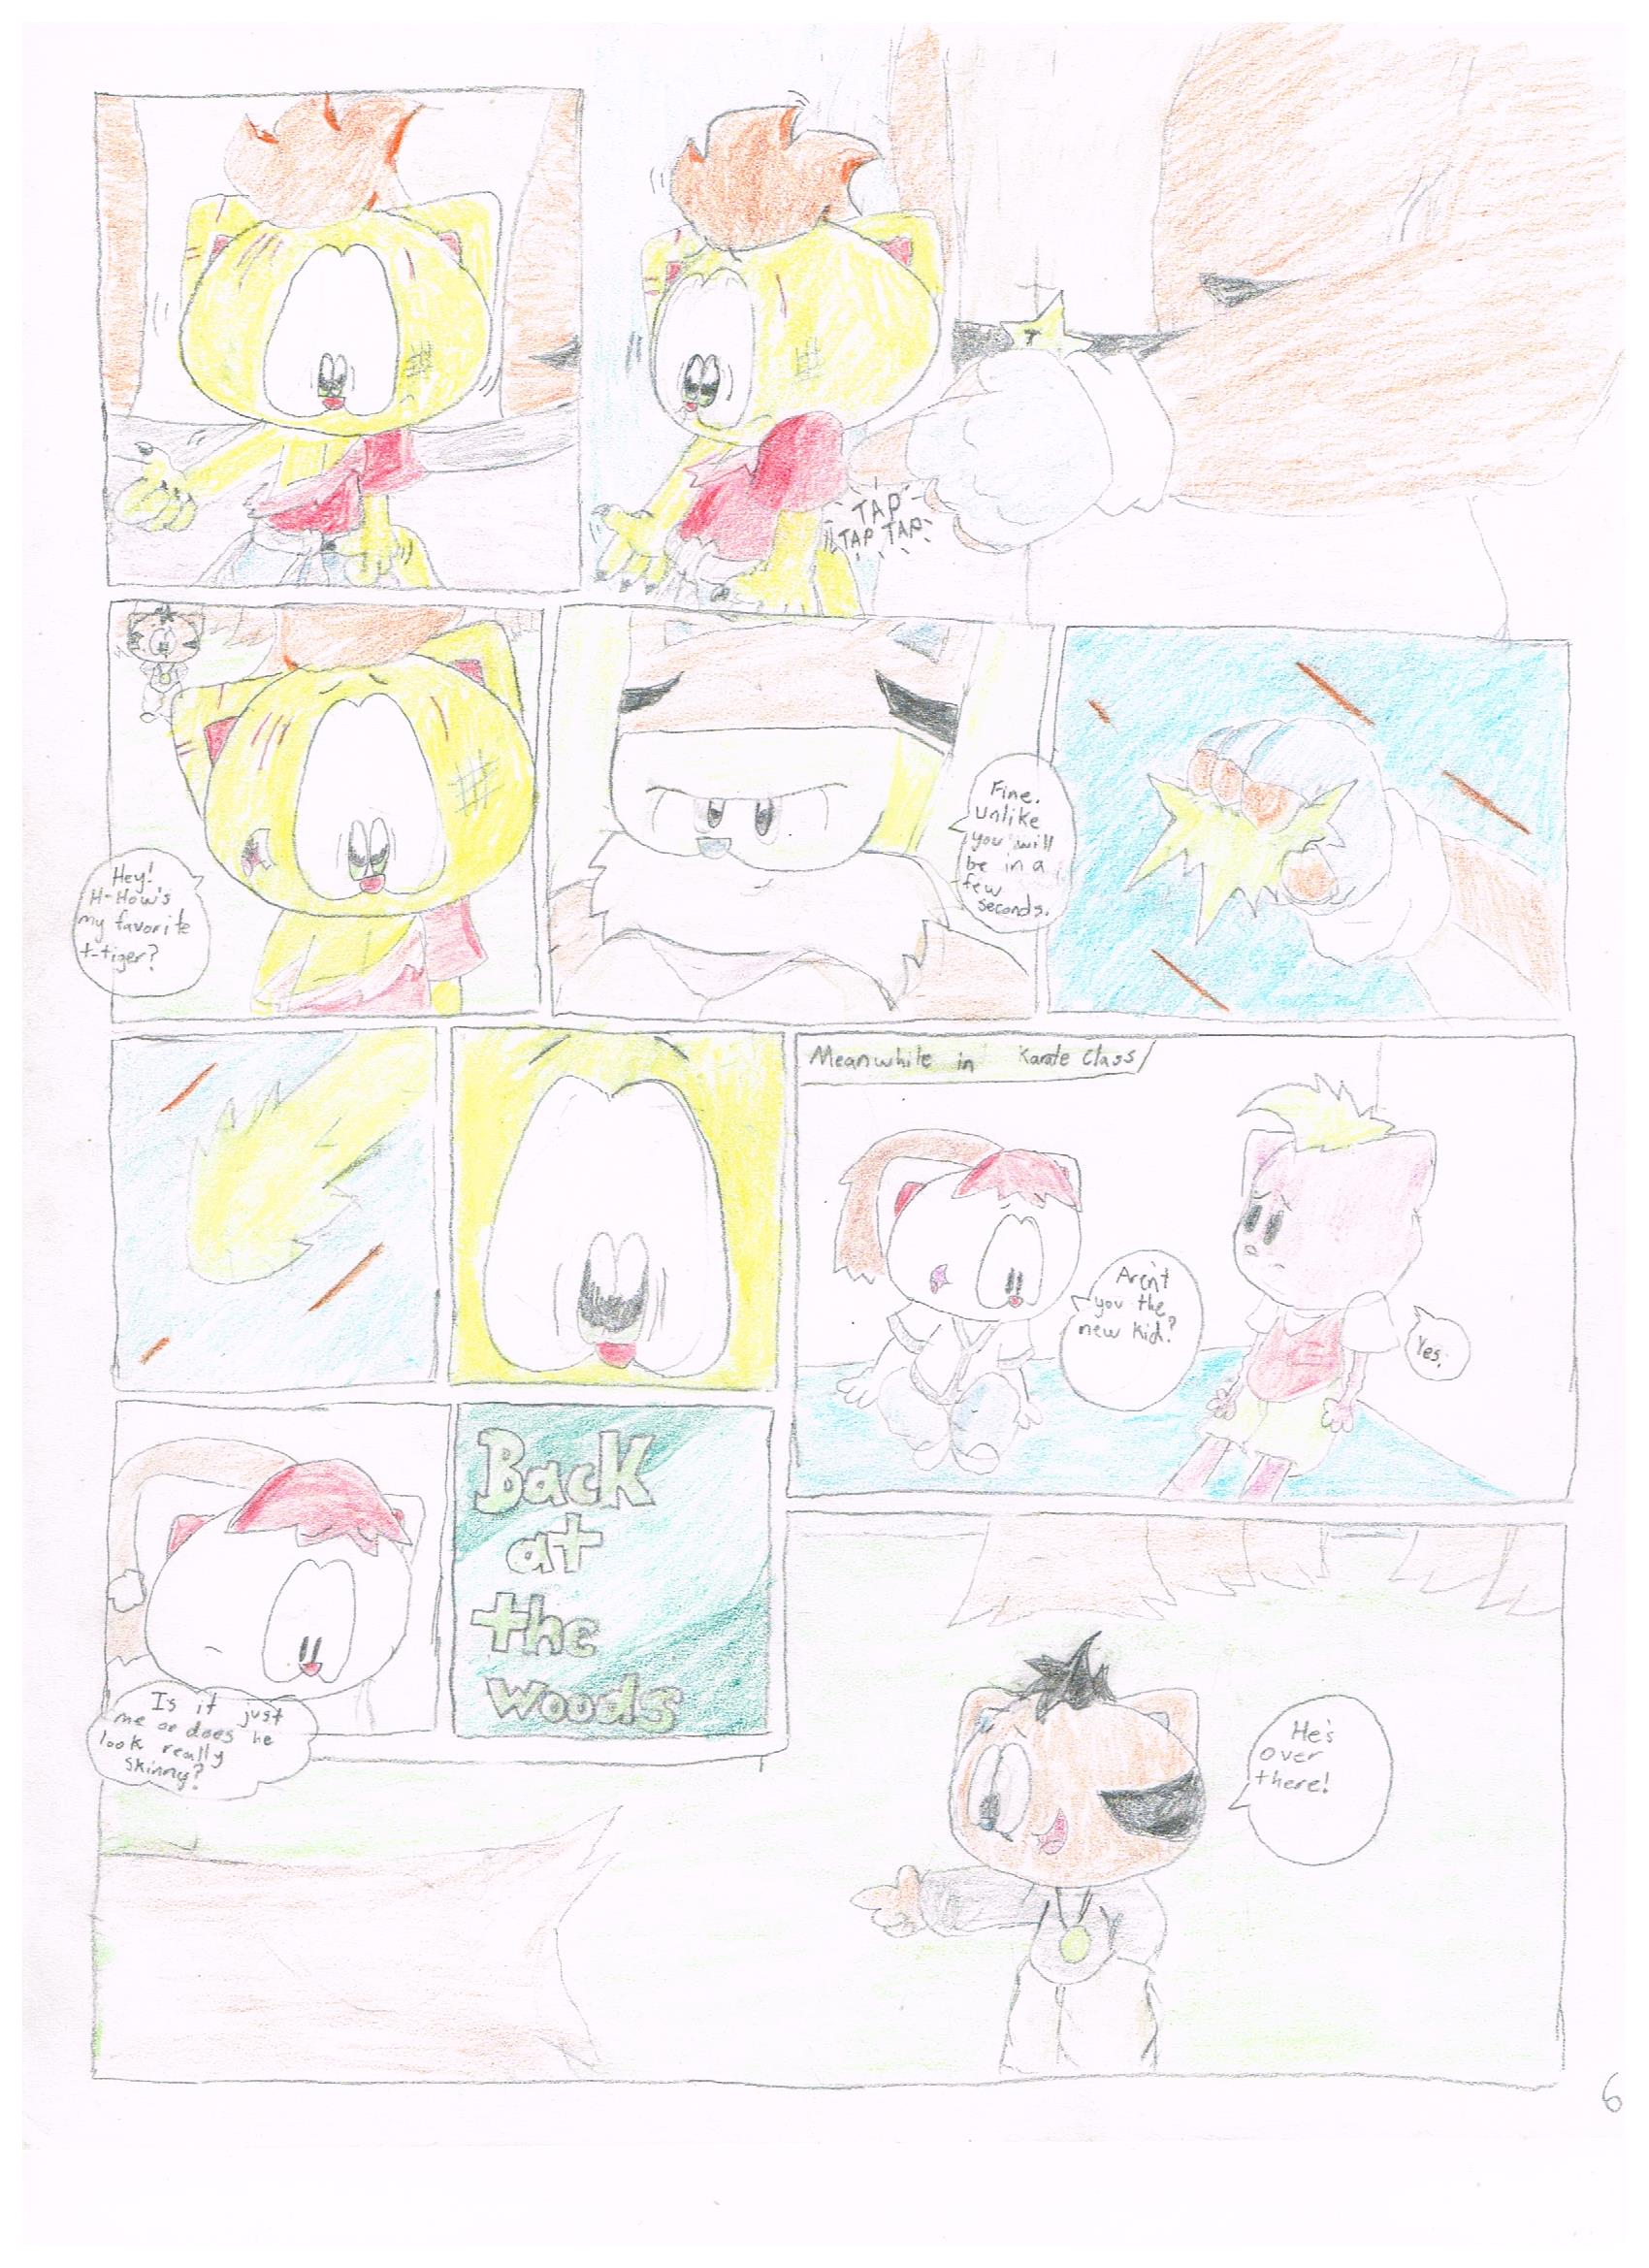 T
TAP
TAP TAP
Hey!
H-How's
my favorite
t-tiger?
Fine.
Unlike
you will
be in a
few
seconds.
Meanwhile in Karate Class
Aren't
you the
new kid?
Yes.
Is it just
me or does he
look really
skinny?
Back
at
the
woods
He's
over
there!
6